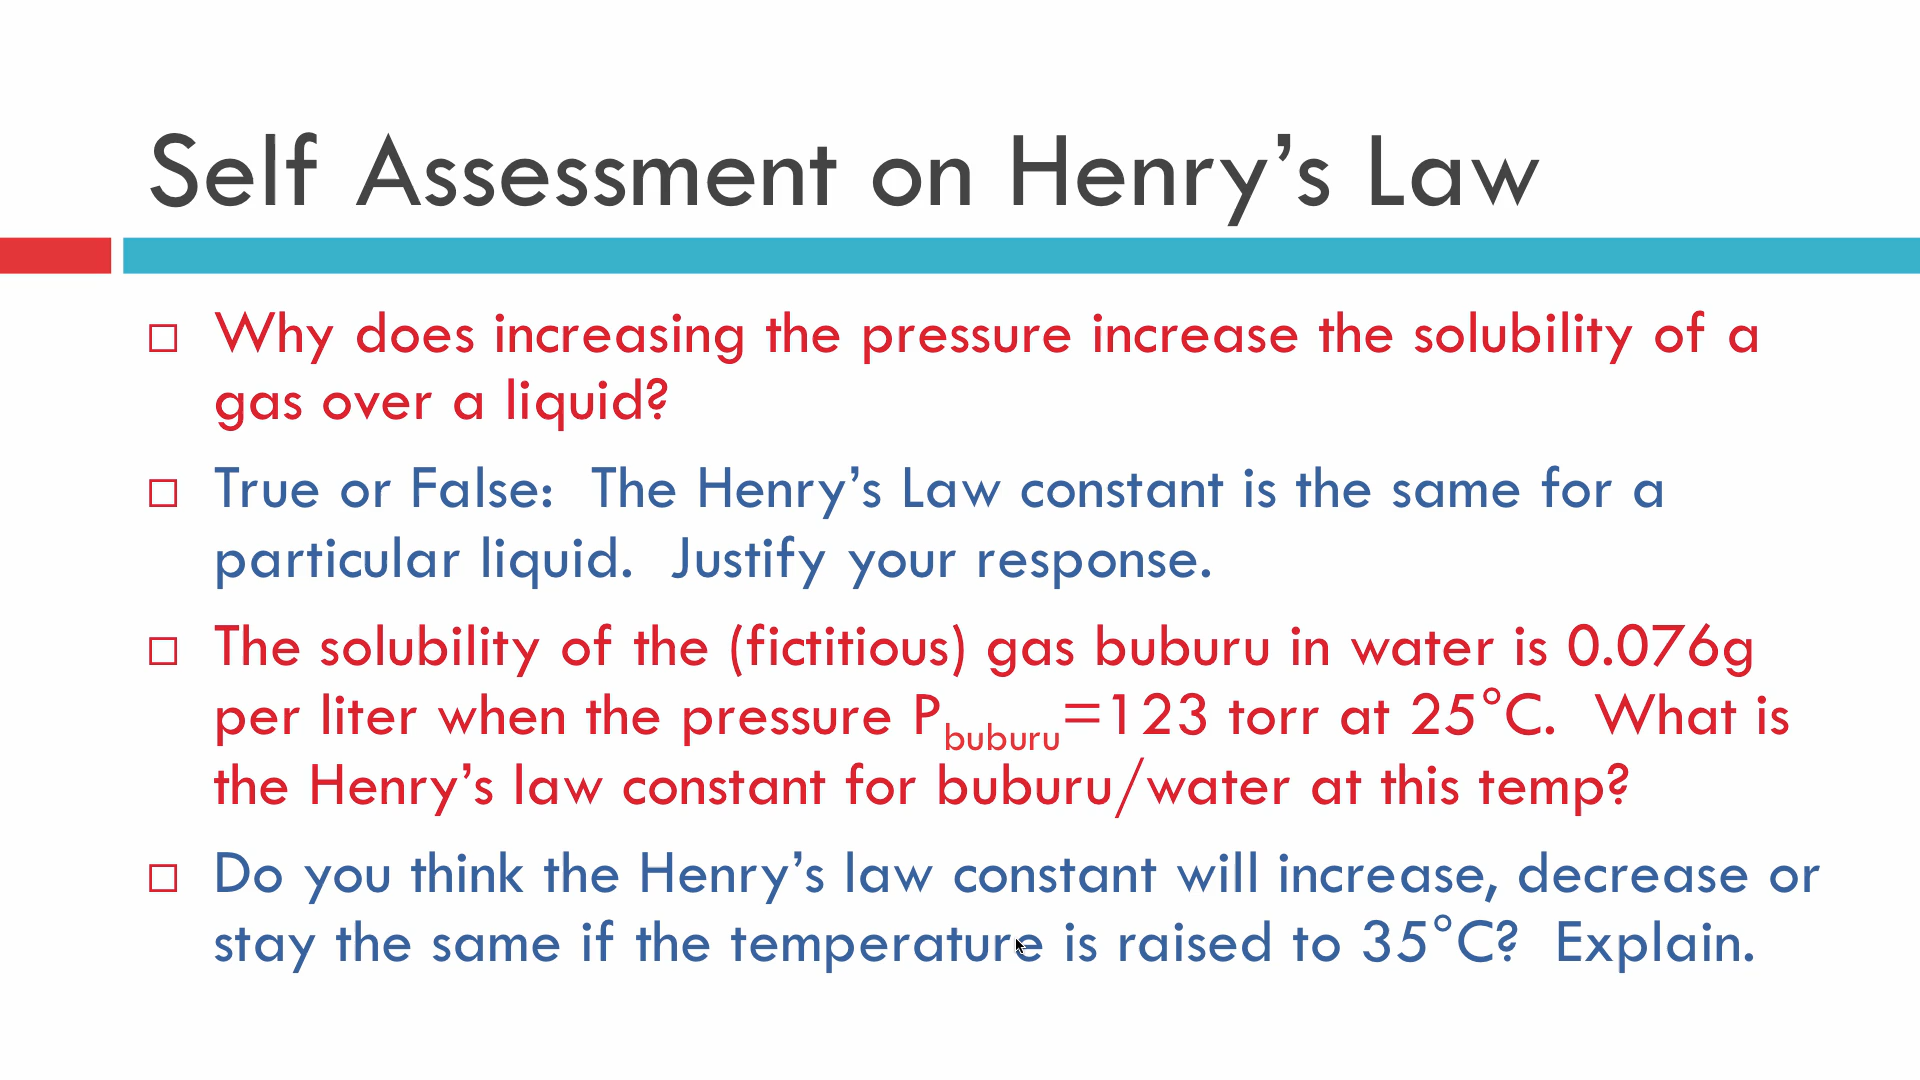 Self Assessment on Henry’s Law
Why does increasing the pressure increase the solubility of a
gas over a liquid?
True or False:  The Henry’s Law constant is the same for a
particular liquid.  Justify your response.
The solubility of the (fictitious) gas buburu in water is 0.076g
per liter when the pressure Pbuburu=123 torr at 25°C.  What is
the Henry’s law constant for buburu/water at this temp?
Do you think the Henry’s law constant will increase, decrease or
stay the same if the temperature is raised to 35°C?  Explain.